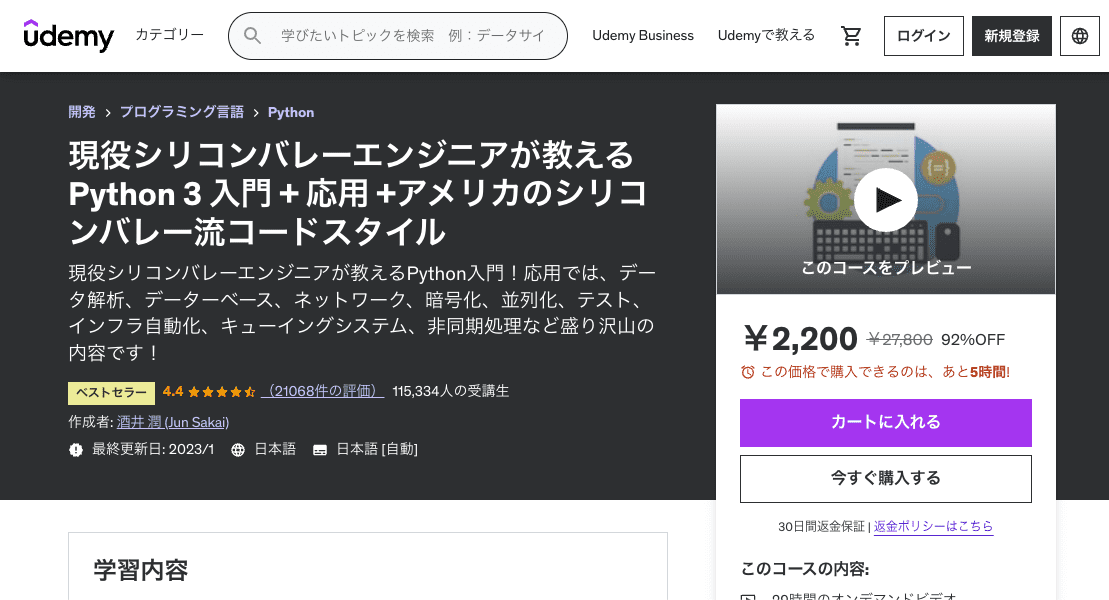 udemy
カテゴリー
学びたいトピックを検索 例：データサイ
Udemy Business
Udemyで教える
ログイン
新規登録
開発 > プログラミング言語 > Python
現役シリコンバレーエンジニアが教える
Python 3 入門 + 応用 +アメリカのシリコ
ンバレー流コードスタイル
現役シリコンバレーエンジニアが教えるPython入門！応用では、デー
タ解析、データーベース、ネットワーク、暗号化、並列化、テスト、
インフラ自動化、キューイングシステム、非同期処理など盛り沢山の
内容です！
ベストセラー 4.4 （21068件の評価） 115,334人の受講生
作成者: 酒井 潤 (Jun Sakai)
最終更新日: 2023/1 日本語 日本語 [自動]
学習内容
このコースをプレビュー
￥2,200 ￥27,800 92%OFF
この価格で購入できるのは、あと5時間!
カートに入れる
今すぐ購入する
30日間返金保証 | 返金ポリシーはこちら
このコースの内容:
29時間のオンデマンドビデオ